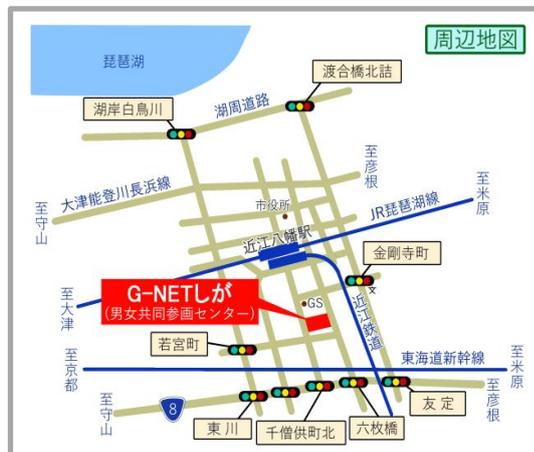 周辺地図
琵琶湖
渡合橋北詰
湖岸白鳥川
湖周道路
至彦根
至米原
大津能登川長浜線
至守山
市役所
JR琵琶湖線
近江八幡駅
金剛寺町
G-NETしが
(男女共同参画センター)
GS
近江鉄道
至大津
若宮町
東海道新幹線
至米原
至京都
至彦根
至守山
8
東川
千僧供町北
六枚橋
友定